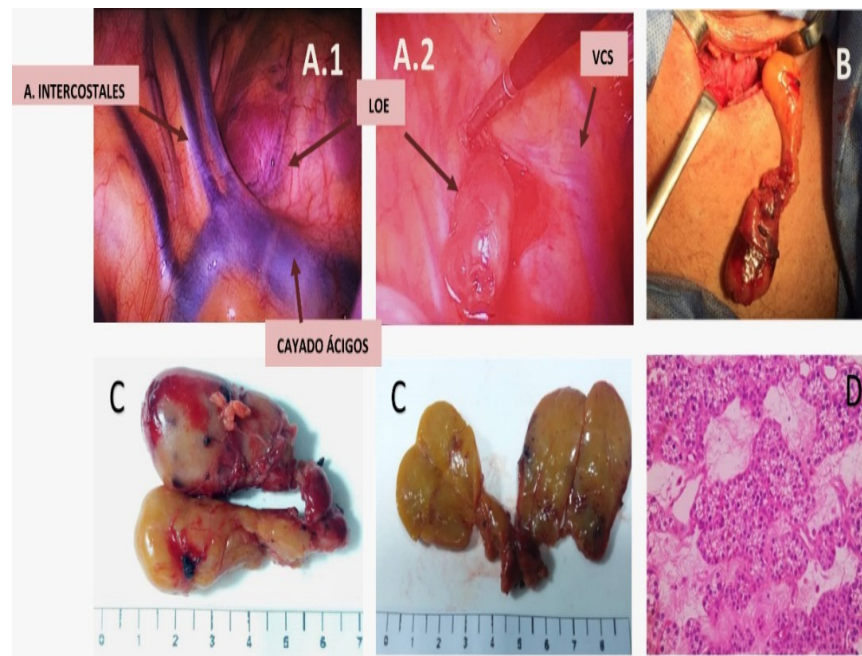 A.1
A.2
B
A. INTERCOSTALES
LOE
VCS
CAYADO ÁCIGOS
C
C
D
0 1 2 3 4 5 6 7
0 1 2 3 4 5 6 7 8